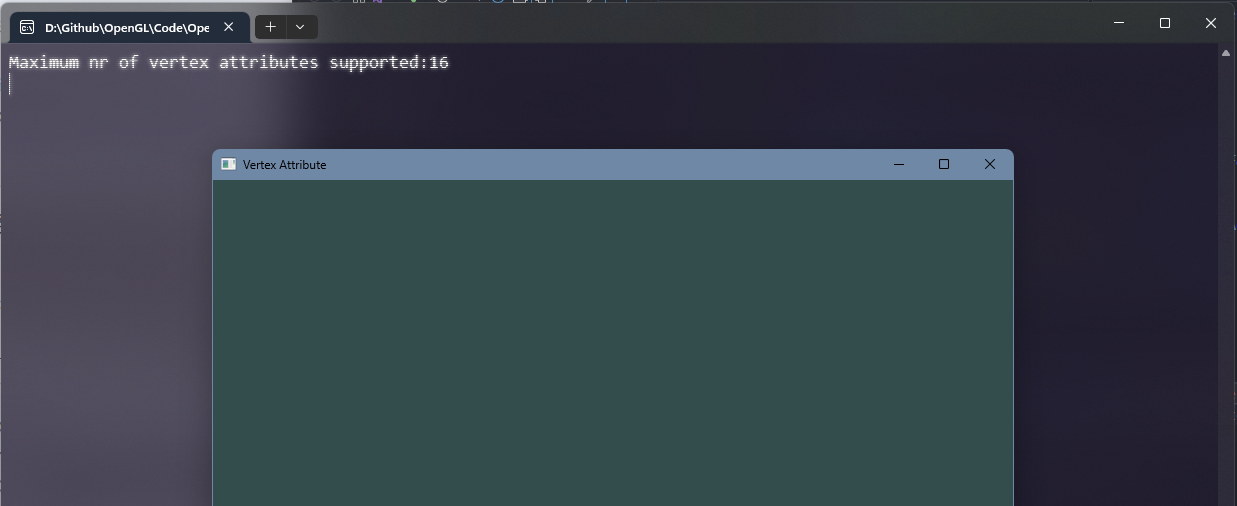 D:\Github\OpenGL\Code\Ope
Maximum nr of vertex attributes supported:16
Vertex Attribute